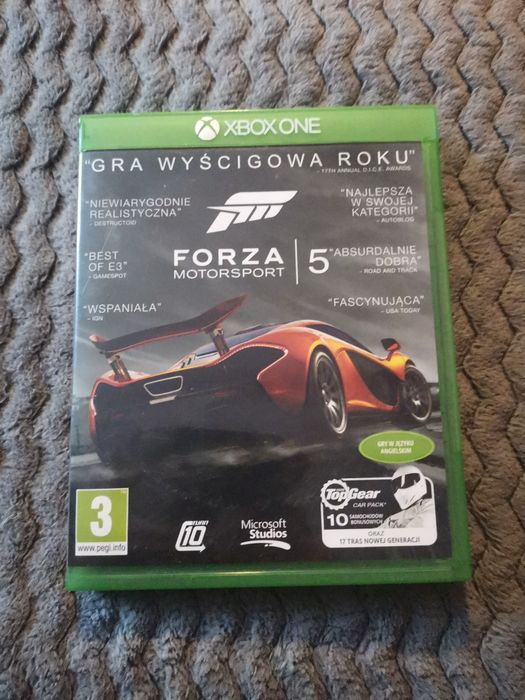 XBOX ONE
"GRA WYŚCIGOWA ROKU"
- 17TH ANNUAL D.I.C.E. AWARDS
"NIEWIARYGODNIE
REALISTYCZNA"
- DESTRUCTOID
"NAJLEPSZA
W SWOJEJ
KATEGORII"
- AUTOBLOG
"BEST
OF E3"
- GAMESPOT
FORZA
MOTORSPORT
5
"ABSURDALNIE
DOBRA"
- ROAD AND TRACK
"WSPANIAŁA"
- IGN
"FASCYNUJĄCA"
- USA TODAY
GRY W JĘZYKU
ANGIELSKIM
3
www.pegi.info
TURN
10
Microsoft
Studios
TopGear
CAR PACK
10 SAMOCHODÓW
BONUSOWYCH
ORAZ
17 TRAS NOWEJ GENERACJI